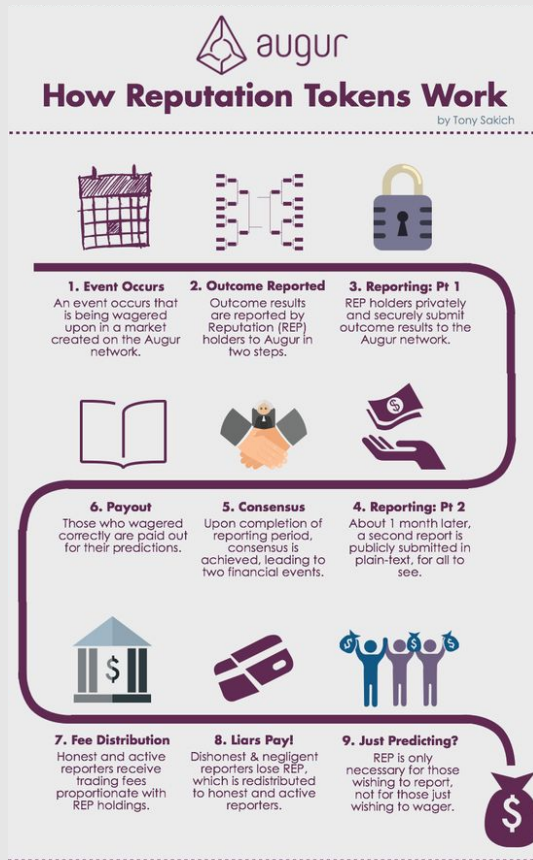 augur
How Reputation Tokens Work
by Tony Sakich
1. Event Occurs
An event occurs that
is being wagered
upon in a market
created on the Augur
network.
2. Outcome Reported
Outcome results
are reported by
Reputation (REP)
holders to Augur in
two steps.
3. Reporting: Pt 1
REP holders privately
and securely submit
outcome results to the
Augur network.
$
4. Reporting: Pt 2
About 1 month later,
a second report is
publicly submitted in
plain-text, for all to
see.
5. Consensus
Upon completion of
reporting period,
consensus is
achieved, leading to
two financial events.
6. Payout
Those who wagered
correctly are paid out
for their predictions.
$
7. Fee Distribution
Honest and active
reporters receive
trading fees
proportionate with
REP holdings.
8. Liars Pay!
Dishonest & negligent
reporters lose REP,
which is redistributed
to honest and active
reporters.
$ $ $
9. Just Predicting?
REP is only
necessary for those
wishing to report,
not for those just
wishing to wager.
$